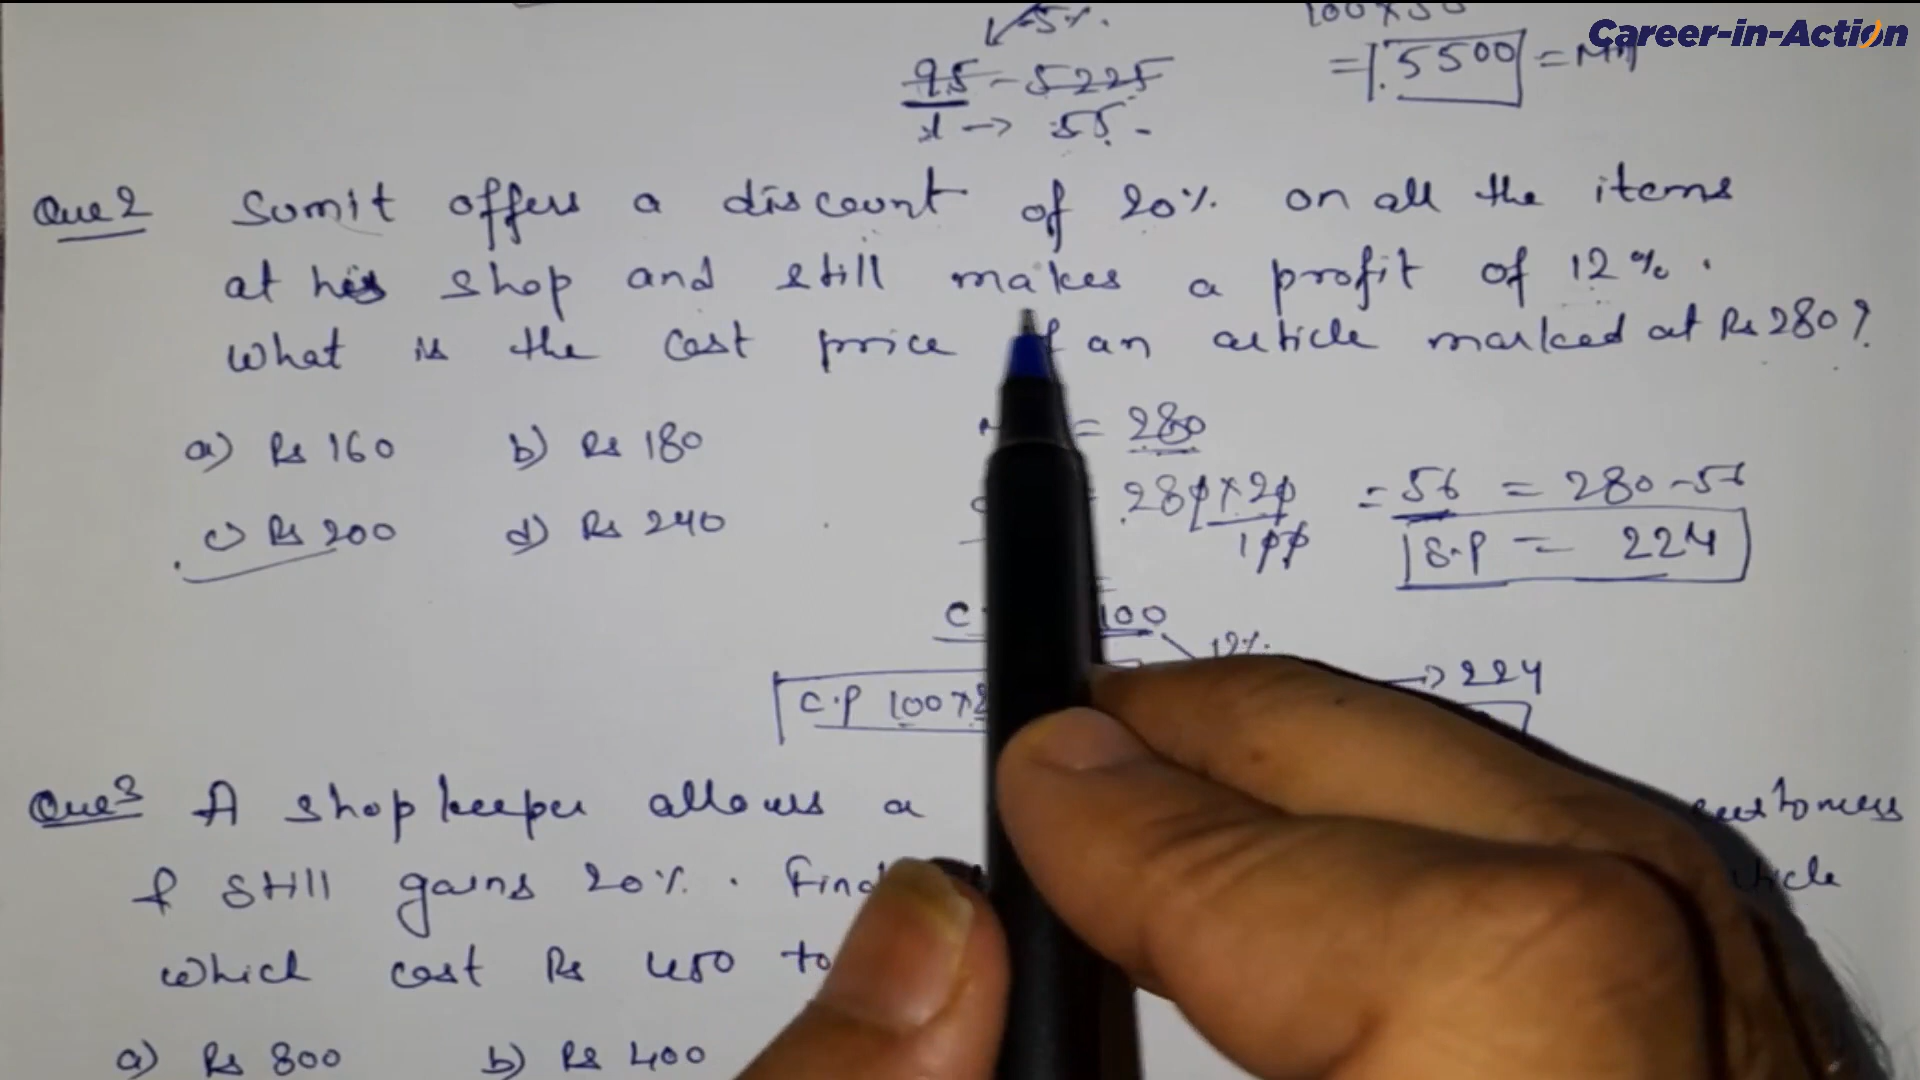 Career-in-Action
-5%.
95 - 5225
1 -> 55.
= 5500 =
Que 2 Sumit offers a discount of 20% on all the items
at his shop and still makes a profit of 12%.
What is the cost price an article marked at Rs 280?
a) Rs 160 b) Rs 180
c) Rs 200 d) Rs 240
= 280
280 x 20 = 56 = 280 - 56
100
S.P = 224
100
12%.
-> 224
C.P 100 x
Que 3 A shopkeeper allows a customers
& still gains 20%. Find
which cost Rs 450 to
a) Rs 800 b) Rs 400